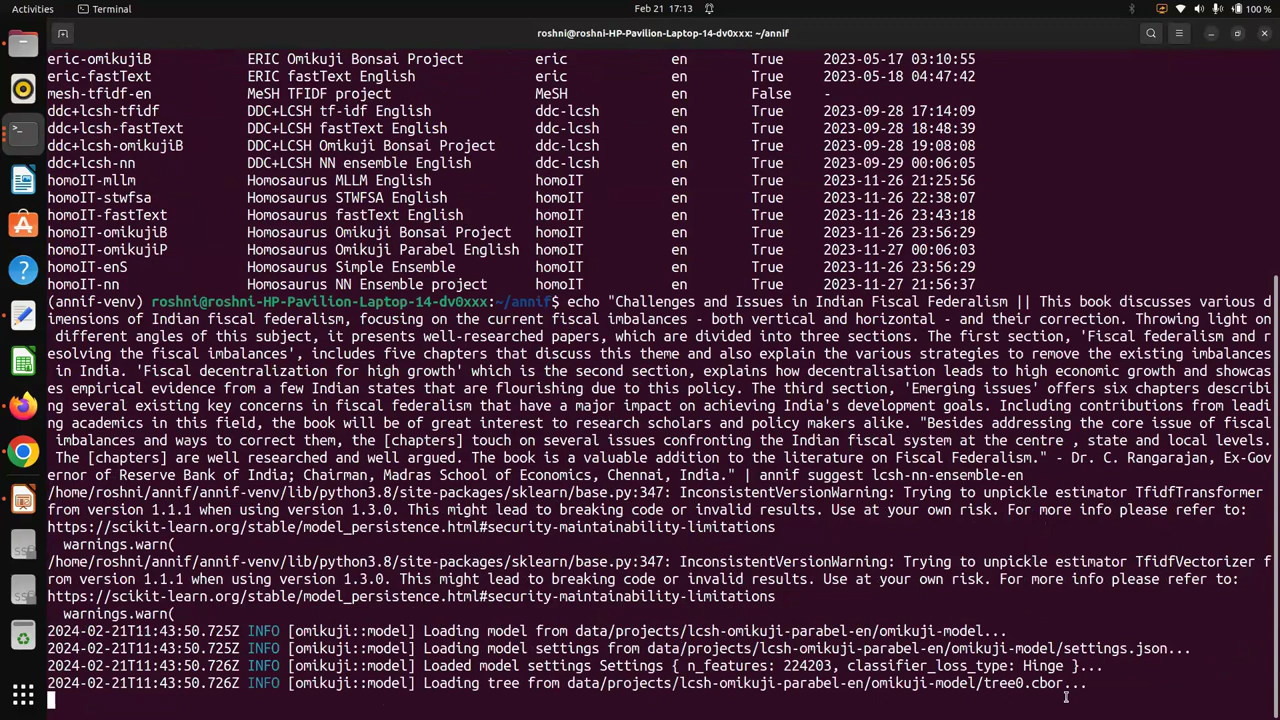 Activities Terminal Feb 21 17:13 100 %
roshni@roshni-HP-Pavilion-Laptop-14-dv0xxx: ~/annif
eric-omikujiB ERIC Omikuji Bonsai Project eric en True 2023-05-17 03:10:55
eric-fastText ERIC fastText English eric en True 2023-05-18 04:47:42
mesh-tfidf-en MeSH TFIDF project MeSH en False -
ddc+lcsh-tfidf DDC+LCSH tf-idf English ddc-lcsh en True 2023-09-28 17:14:09
ddc+lcsh-fastText DDC+LCSH fastText English ddc-lcsh en True 2023-09-28 18:48:39
ddc+lcsh-omikujiB DDC+LCSH Omikuji Bonsai Project ddc-lcsh en True 2023-09-28 19:08:08
ddc+lcsh-nn DDC+LCSH NN ensemble English ddc-lcsh en True 2023-09-29 00:06:05
homoIT-mllm Homosaurus MLLM English homoIT en True 2023-11-26 21:25:56
homoIT-stwfsa Homosaurus STWFSA English homoIT en True 2023-11-26 22:38:07
homoIT-fastText Homosaurus fastText English homoIT en True 2023-11-26 23:43:18
homoIT-omikujiB Homosaurus Omikuji Bonsai Project homoIT en True 2023-11-26 23:56:29
homoIT-omikujiP Homosaurus Omikuji Parabel English homoIT en True 2023-11-27 00:06:03
homoIT-enS Homosaurus Simple Ensemble homoIT en True 2023-11-26 23:56:29
homoIT-nn Homosaurus NN Ensemble project homoIT en True 2023-11-27 04:06:37
(annif-venv) roshni@roshni-HP-Pavilion-Laptop-14-dv0xxx:~/annif$ echo "Challenges and Issues in Indian Fiscal Federalism || This book discusses various d
imensions of Indian fiscal federalism, focusing on the current fiscal imbalances - both vertical and horizontal - and their correction. Throwing light on
different angles of this subject, it presents well-researched papers, which are divided into three sections. The first section, 'Fiscal federalism and r
esolving the fiscal imbalances', includes five chapters that discuss this theme and also explain the various strategies to remove the existing imbalances
in India. 'Fiscal decentralization for high growth' which is the second section, explains how decentralisation leads to high economic growth and showcas
es empirical evidence from a few Indian states that are flourishing due to this policy. The third section, 'Emerging issues' offers six chapters describi
ng several existing key concerns in fiscal federalism that have a major impact on achieving India's development goals. Including contributions from leadi
ng academics in this field, the book will be of great interest to research scholars and policy makers alike. "Besides addressing the core issue of fiscal
imbalances and ways to correct them, the [chapters] touch on several issues confronting the Indian fiscal system at the centre , state and local levels.
The [chapters] are well researched and well argued. The book is a valuable addition to the literature on Fiscal Federalism." - Dr. C. Rangarajan, Ex-Gov
ernor of Reserve Bank of India; Chairman, Madras School of Economics, Chennai, India." | annif suggest lcsh-nn-ensemble-en
/home/roshni/annif/annif-venv/lib/python3.8/site-packages/sklearn/base.py:347: InconsistentVersionWarning: Trying to unpickle estimator TfidfTransformer
from version 1.1.1 when using version 1.3.0. This might lead to breaking code or invalid results. Use at your own risk. For more info please refer to:
https://scikit-learn.org/stable/model_persistence.html#security-maintainability-limitations
warnings.warn(
/home/roshni/annif/annif-venv/lib/python3.8/site-packages/sklearn/base.py:347: InconsistentVersionWarning: Trying to unpickle estimator TfidfVectorizer f
rom version 1.1.1 when using version 1.3.0. This might lead to breaking code or invalid results. Use at your own risk. For more info please refer to:
https://scikit-learn.org/stable/model_persistence.html#security-maintainability-limitations
warnings.warn(
2024-02-21T11:43:50.725Z INFO [omikuji::model] Loading model from data/projects/lcsh-omikuji-parabel-en/omikuji-model...
2024-02-21T11:43:50.725Z INFO [omikuji::model] Loading model settings from data/projects/lcsh-omikuji-parabel-en/omikuji-model/settings.json...
2024-02-21T11:43:50.726Z INFO [omikuji::model] Loaded model settings Settings { n_features: 224203, classifier_loss_type: Hinge }...
2024-02-21T11:43:50.726Z INFO [omikuji::model] Loading tree from data/projects/lcsh-omikuji-parabel-en/omikuji-model/tree0.cbor...